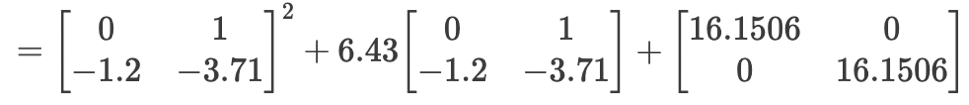 = [0 1; −1.2 −3.71]² + 6.43 [0 1; −1.2 −3.71] + [16.1506 0; 0 16.1506]